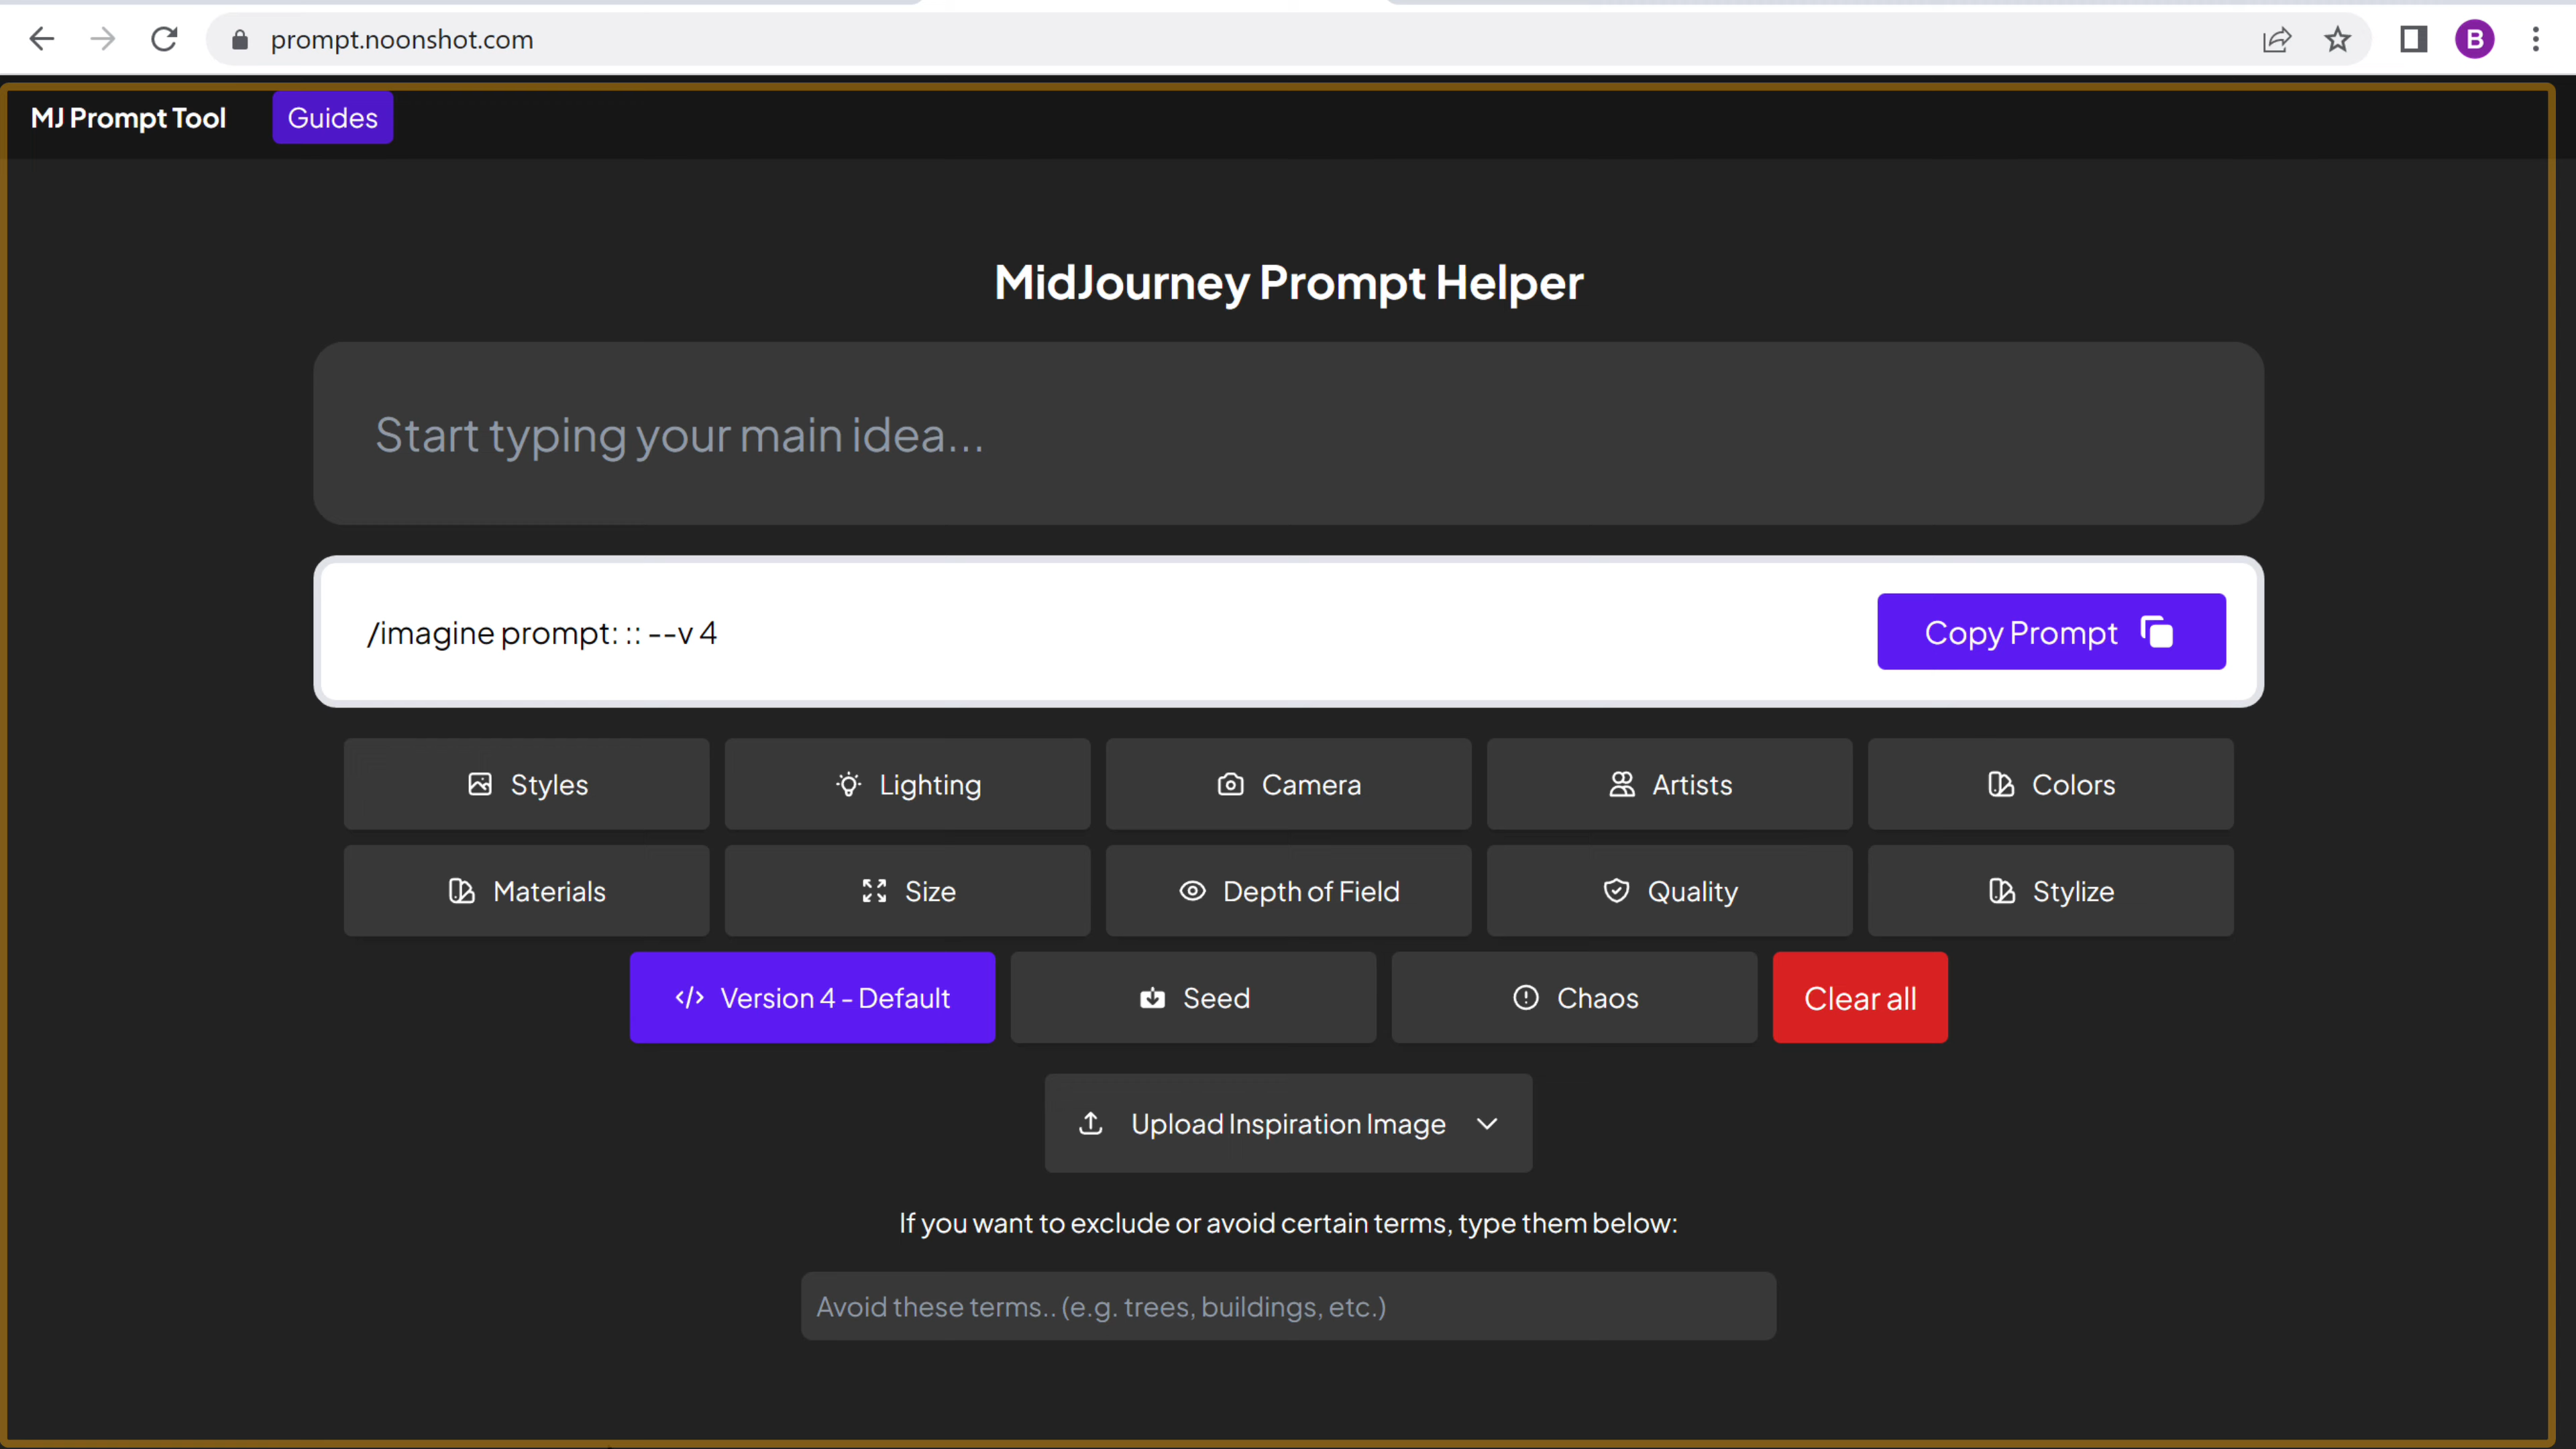 prompt.noonshot.com
B
MJ Prompt Tool
Guides
MidJourney Prompt Helper
Start typing your main idea...
/imagine prompt: :: --v 4
Copy Prompt
Styles
Lighting
Camera
Artists
Colors
Materials
Size
Depth of Field
Quality
Stylize
</> Version 4 - Default
Seed
Chaos
Clear all
Upload Inspiration Image
If you want to exclude or avoid certain terms, type them below:
Avoid these terms.. (e.g. trees, buildings, etc.)